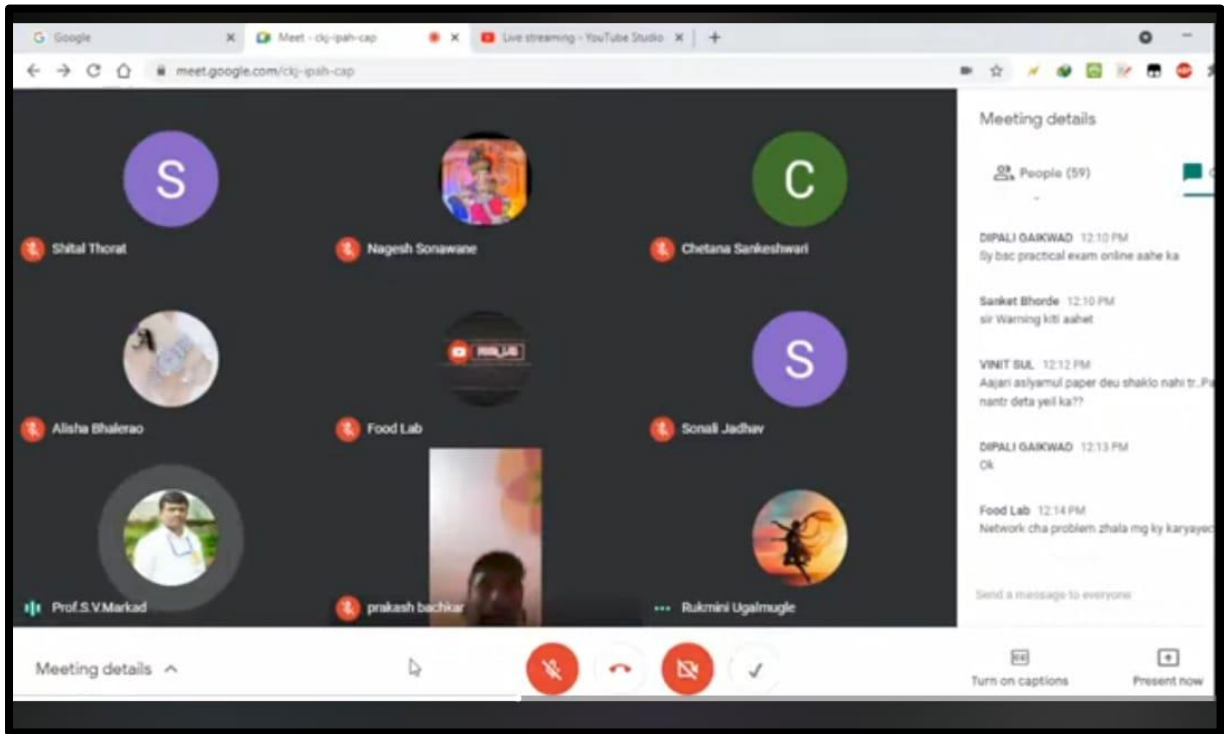 Google
Meet - ckj-ipah-cap
Live streaming - YouTube Studio
meet.google.com/ckj-ipah-cap
Meeting details
People (59)
S
C
Shital Thorat
Nagesh Sonawane
Chetana Sankeshwari
DIPALI GAIKWAD 12:10 PM
Sy bsc practical exam online aahe ka
Sanket Bhorde 12:10 PM
sir Warning kiti aahet
S
VINIT SUL 12:12 PM
Aajari aslyamul paper deu shaklo nahi tr..Pa
nantr deta yeil ka??
Alisha Bhalerao
Food Lab
Sonali Jadhav
DIPALI GAIKWAD 12:13 PM
Ok
Food Lab 12:14 PM
Network cha problem zhala mg ky karyayec
Prof.S.V.Markad
prakash bachkar
Rukmini Ugalmugle
Send a message to everyone
Meeting details
Turn on captions
Present now